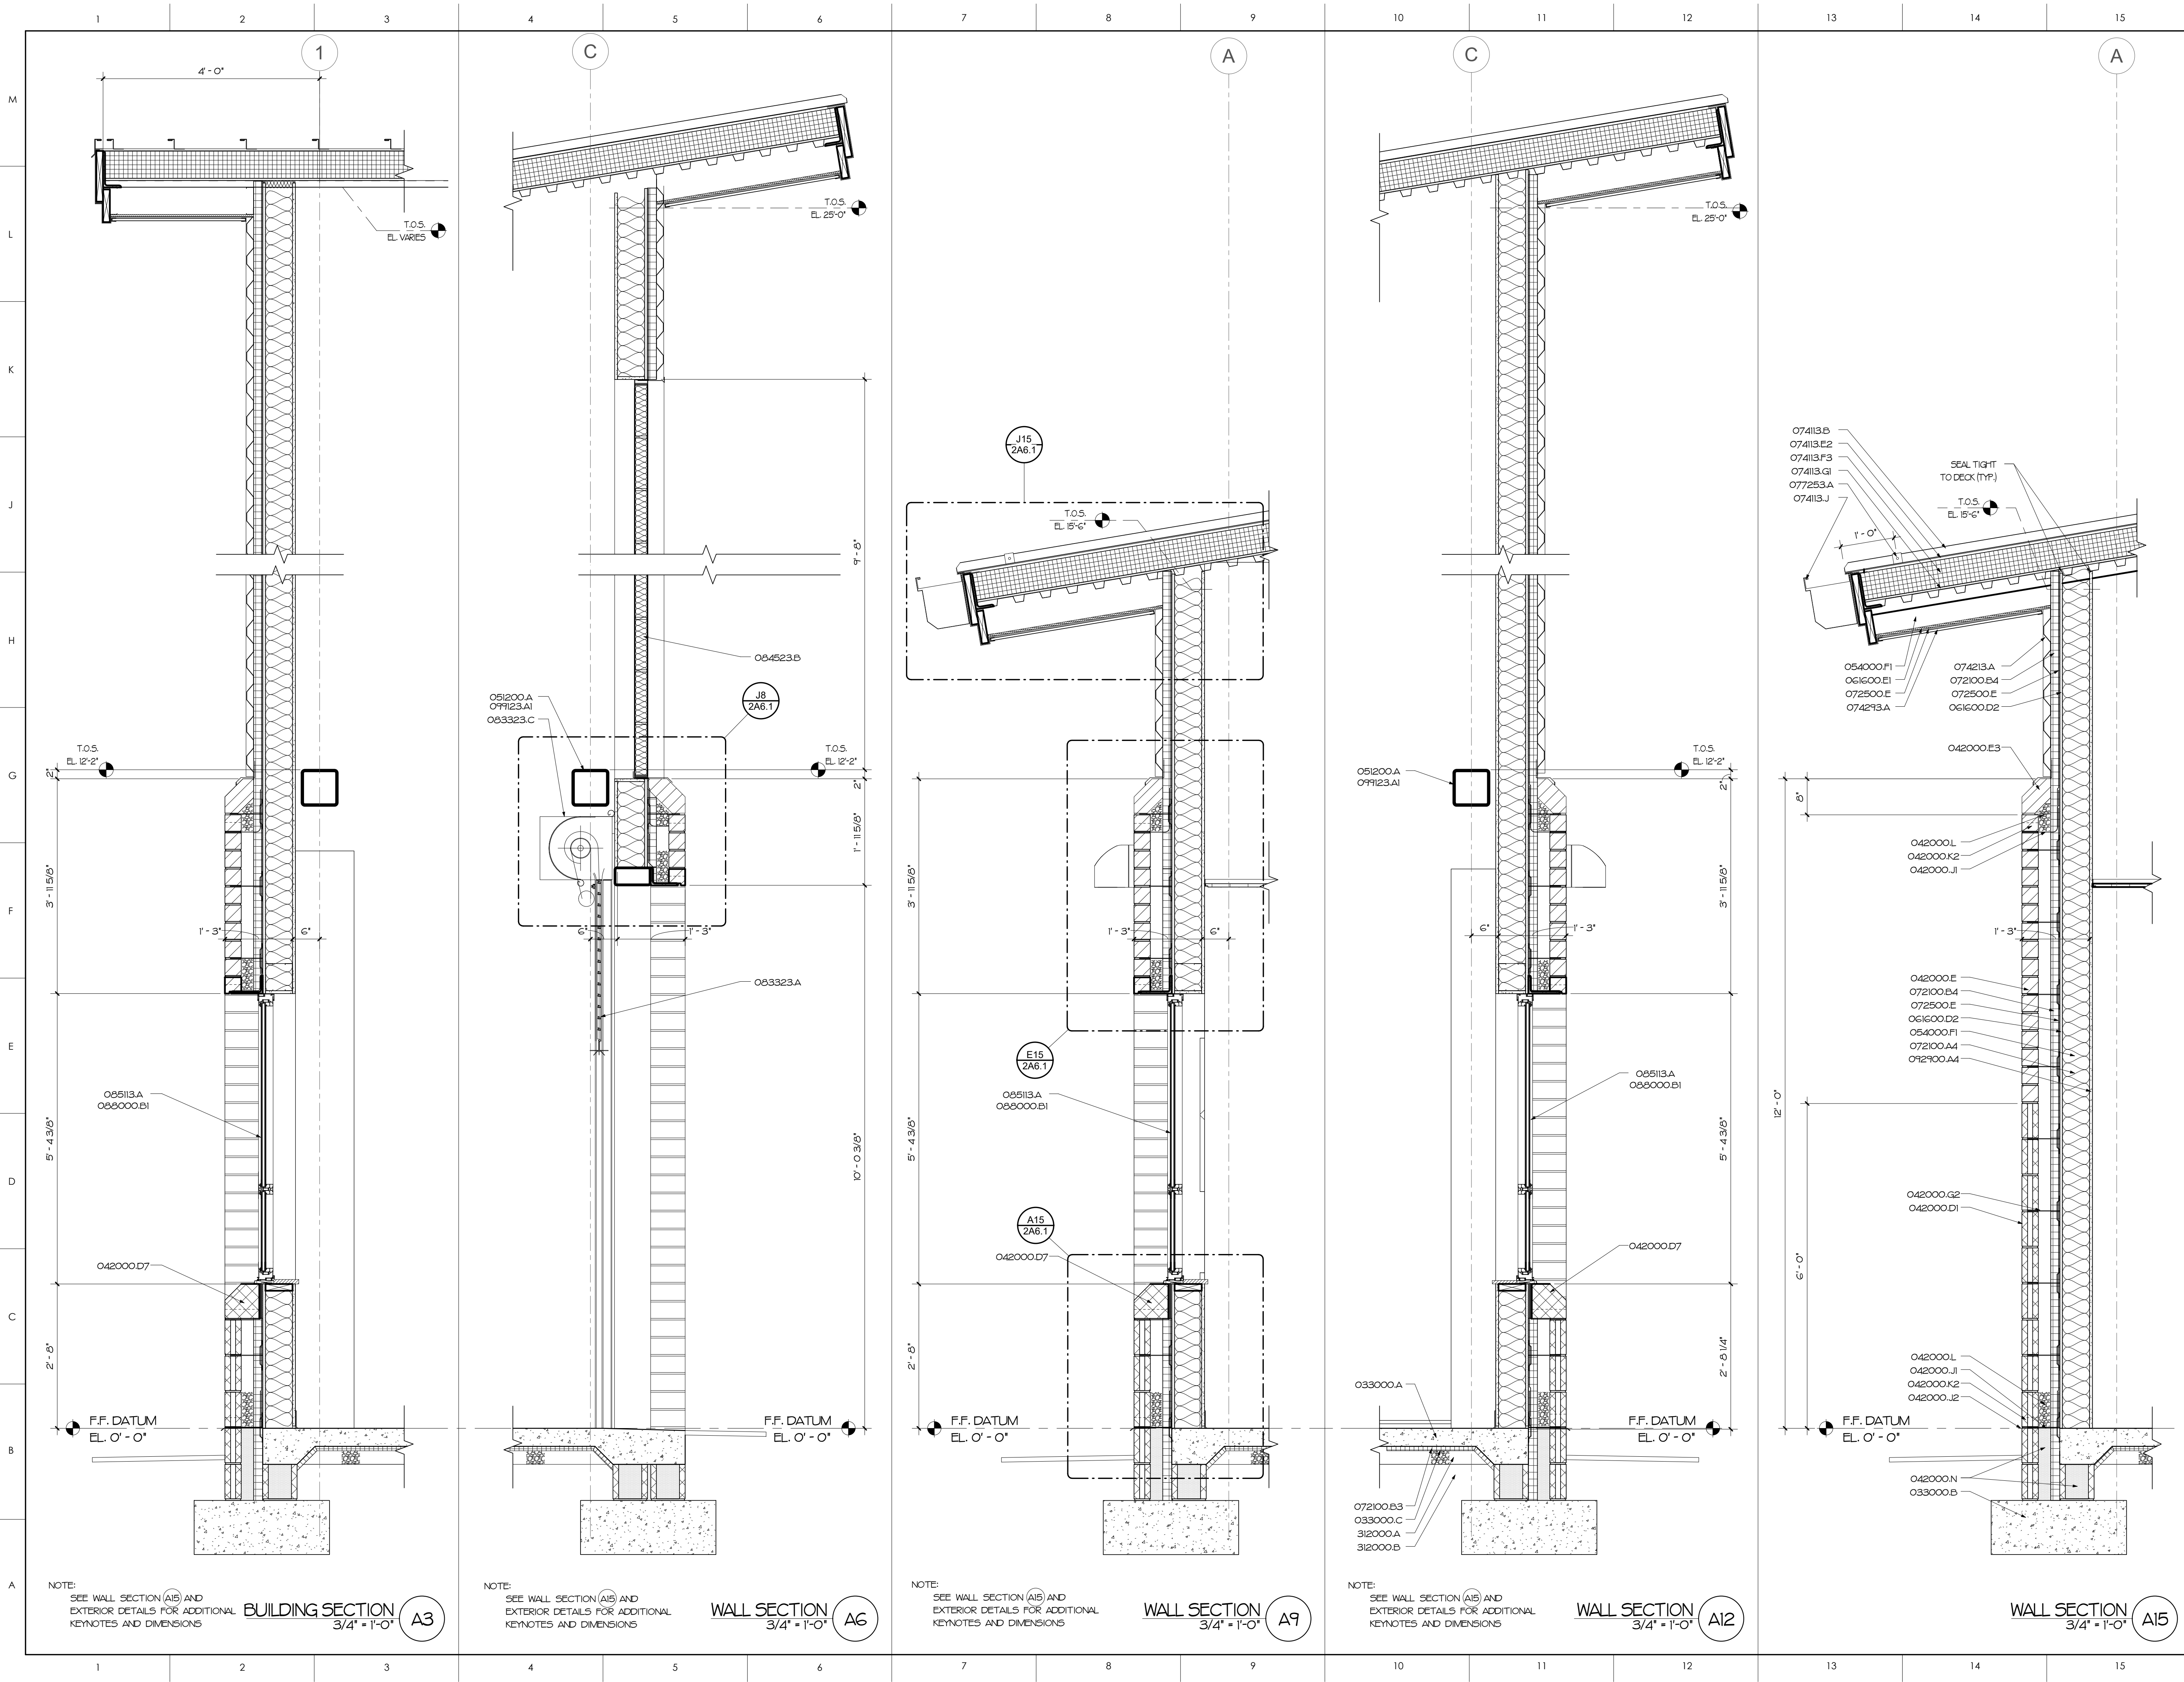 1 2 3 4 5 6 7 8 9 10 11 12 13 14 15
M
L
K
J
H
G
F
E
D
C
B
A
1
4' - 0"
T.O.S.
EL. VARIES
T.O.S.
EL. 12'-2"
2"
3' - 11 5/8"
1' - 3"
6"
5' - 4 3/8"
085113.A
088000.B1
042000.D7
2' - 8"
F.F. DATUM
EL. 0' - 0"
NOTE:
SEE WALL SECTION A15 AND
EXTERIOR DETAILS FOR ADDITIONAL
KEYNOTES AND DIMENSIONS
BUILDING SECTION
3/4" = 1'-0"
A3
C
T.O.S.
EL. 25'-0"
9' - 8"
084523.B
051200.A
099123.A1
083323.C
J8
2A6.1
T.O.S.
EL. 12'-2"
2"
1' - 11 5/8"
6"
1' - 3"
083323.A
10' - 0 3/8"
F.F. DATUM
EL. 0' - 0"
NOTE:
SEE WALL SECTION A15 AND
EXTERIOR DETAILS FOR ADDITIONAL
KEYNOTES AND DIMENSIONS
WALL SECTION
3/4" = 1'-0"
A6
A
J15
2A6.1
T.O.S.
EL. 15'-6"
3' - 11 5/8"
1' - 3"
6"
E15
2A6.1
085113.A
088000.B1
5' - 4 3/8"
A15
2A6.1
042000.D7
2' - 8"
F.F. DATUM
EL. 0' - 0"
NOTE:
SEE WALL SECTION A15 AND
EXTERIOR DETAILS FOR ADDITIONAL
KEYNOTES AND DIMENSIONS
WALL SECTION
3/4" = 1'-0"
A9
C
T.O.S.
EL. 25'-0"
051200.A
099123.A1
T.O.S.
EL. 12'-2"
2"
3' - 11 5/8"
6"
1' - 3"
085113.A
088000.B1
5' - 4 3/8"
042000.D7
2' - 8 1/4"
033000.A
F.F. DATUM
EL. 0' - 0"
072100.B3
033000.C
312000.A
312000.B
NOTE:
SEE WALL SECTION A15 AND
EXTERIOR DETAILS FOR ADDITIONAL
KEYNOTES AND DIMENSIONS
WALL SECTION
3/4" = 1'-0"
A12
A
074113.B
074113.E2
074113.F3
074113.G1
077253.A
074113.J
SEAL TIGHT
TO DECK (TYP.)
T.O.S.
EL. 15'-6"
1' - 0"
054000.F1
061600.E1
072500.E
074293.A
074213.A
072100.B4
072500.E
061600.D2
042000.E3
8"
042000.L
042000.K2
042000.J1
1' - 3"
042000.E
072100.B4
072500.E
061600.D2
054000.F1
072100.A4
092900.A4
12' - 0"
042000.G2
042000.D1
6' - 0"
042000.L
042000.J1
042000.K2
042000.J2
F.F. DATUM
EL. 0' - 0"
042000.N
033000.B
WALL SECTION
3/4" = 1'-0"
A15
1 2 3 4 5 6 7 8 9 10 11 12 13 14 15